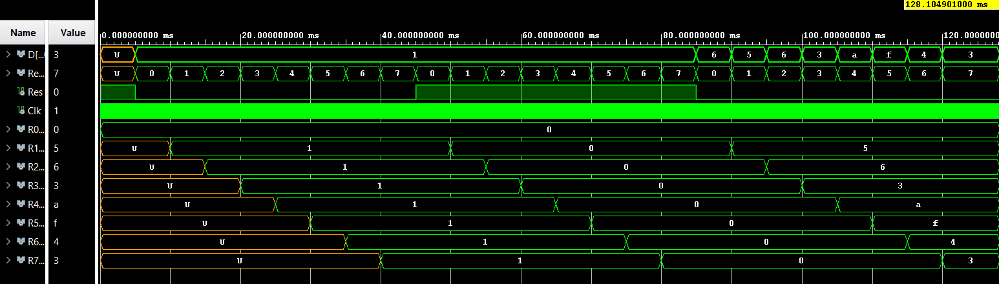 128.104901000 ms
Name Value 0.000000000 ms 20.000000000 ms 40.000000000 ms 60.000000000 ms 80.000000000 ms 100.000000000 ms 120.0000000
D[... 3 U 1 6 5 6 3 a f 4 3
Re... 7 U 0 1 2 3 4 5 6 7 0 1 2 3 4 5 6 7 0 1 2 3 4 5 6 7
Res 0
Clk 1
R0... 0 0
R1... 5 U 1 0 5
R2... 6 U 1 0 6
R3... 3 U 1 0 3
R4... a U 1 0 a
R5... f U 1 0 f
R6... 4 U 1 0 4
R7... 3 U 1 0 3